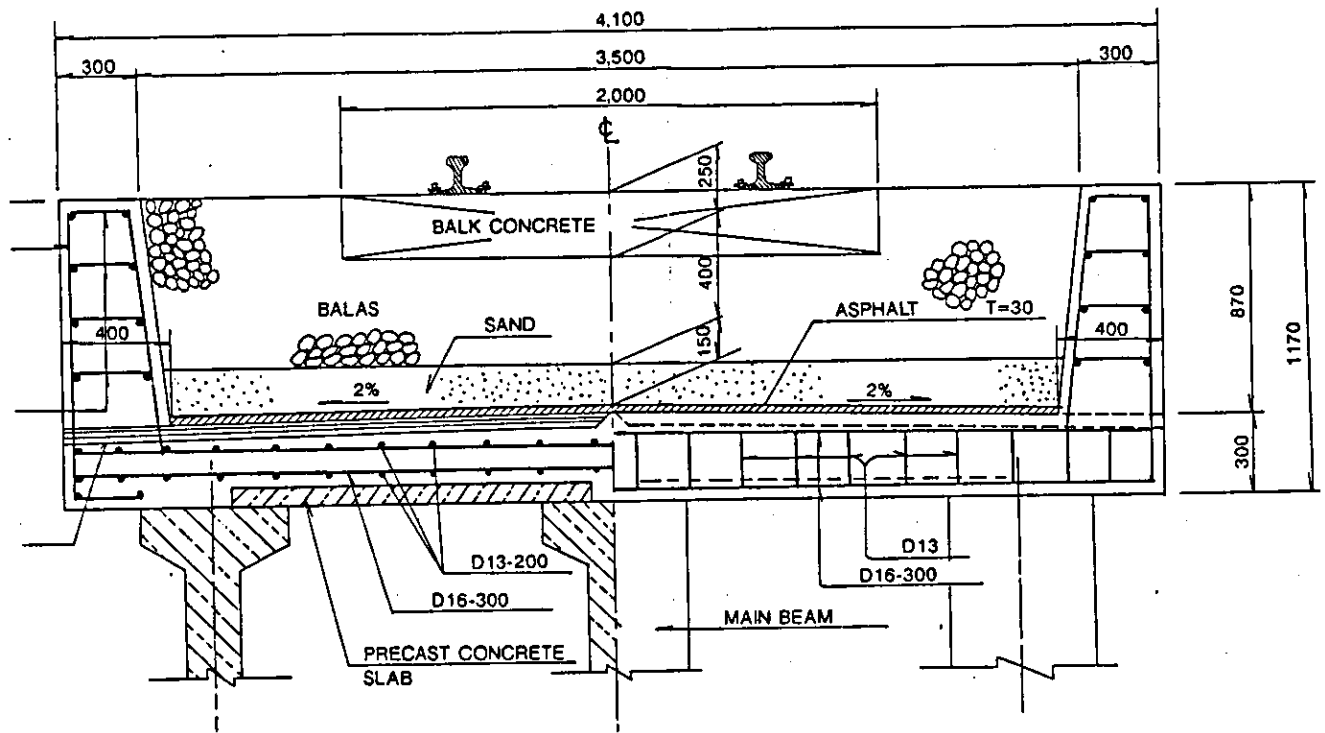 4,100
300
3,500
300
2,000
℄
250
BALK CONCRETE
400
BALAS
SAND
ASPHALT T=30
870
1170
400
150
400
2%
2%
300
D13
D13-200
D16-300
D16-300
MAIN BEAM
PRECAST CONCRETE
SLAB